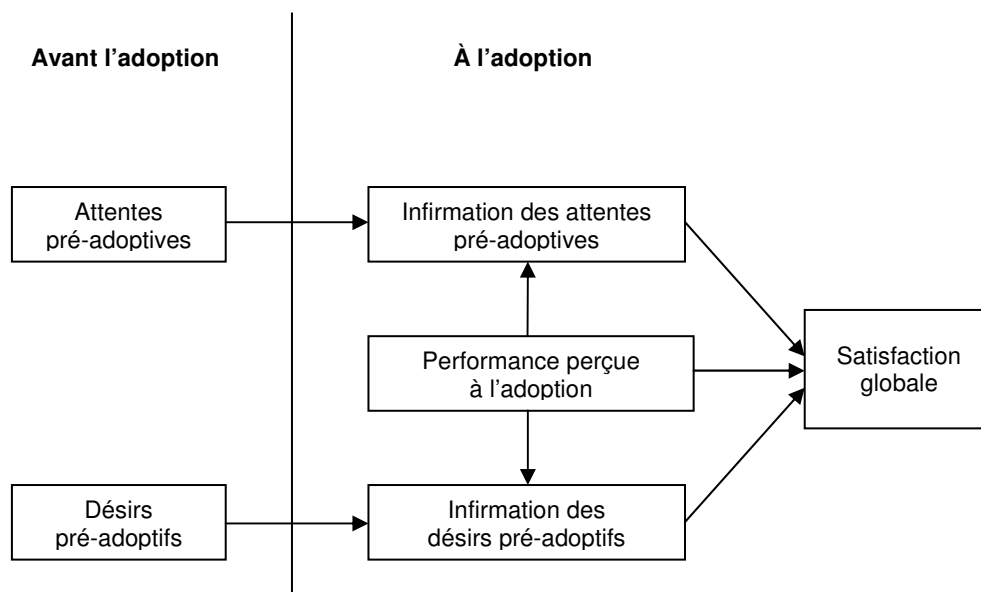 Avant l'adoption
À l'adoption
Attentes
pré-adoptives
Infirmation des attentes
pré-adoptives
Performance perçue
à l'adoption
Satisfaction
globale
Désirs
pré-adoptifs
Infirmation des
désirs pré-adoptifs